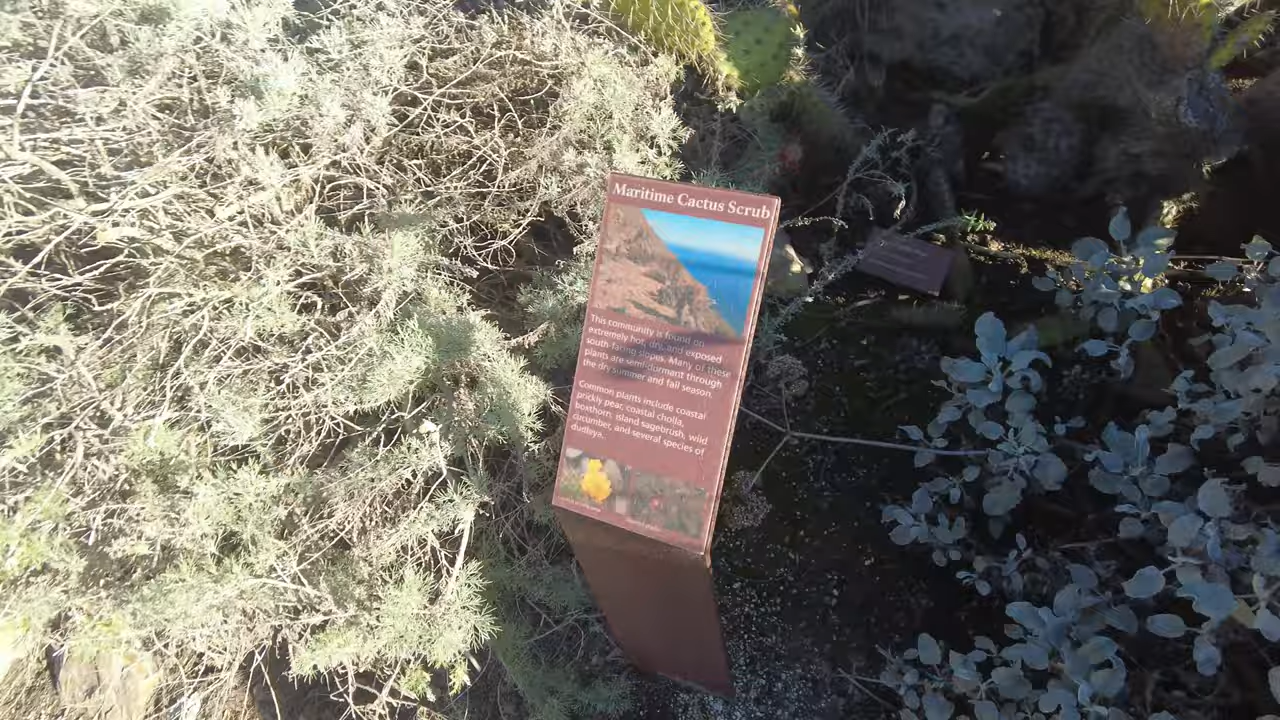 Maritime Cactus Scrub
This community is found on
extremely hot, dry, and exposed
south-facing slopes. Many of these
plants are semi-dormant through
the dry summer and fall season.
Common plants include coastal
prickly pear, coastal cholla,
boxthorn, island sagebrush, wild
cucumber, and several species of
dudleya.